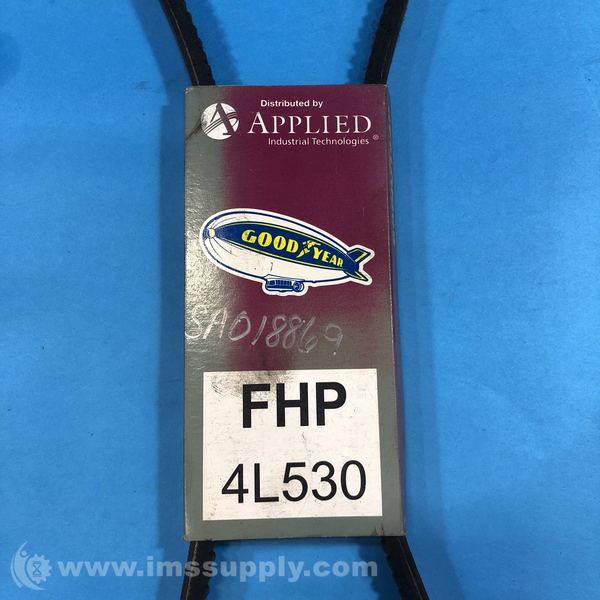 Distributed by
APPLIED
Industrial Technologies ®
GOOD YEAR
SA018869
FHP
4L530
www.imssupply.com